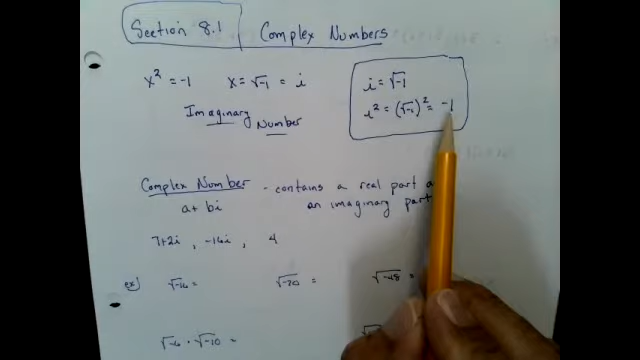 Section 8.1 Complex Numbers
x² = -1 x = √-1 = i
i = √-1
i² = (√-1)² = -1
Imaginary Number
Complex Number - contains a real part a
a + bi an imaginary part
7+2i , -16i , 4
ex) √-16 = √-20 = √-48 =
√-6 · √-10 =